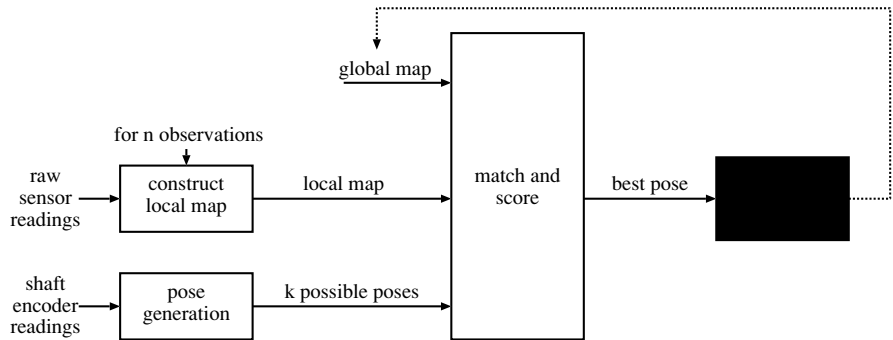 global map
for n observations
raw
sensor
readings
construct
local map
local map
match and
score
best pose
shaft
encoder
readings
pose
generation
k possible poses